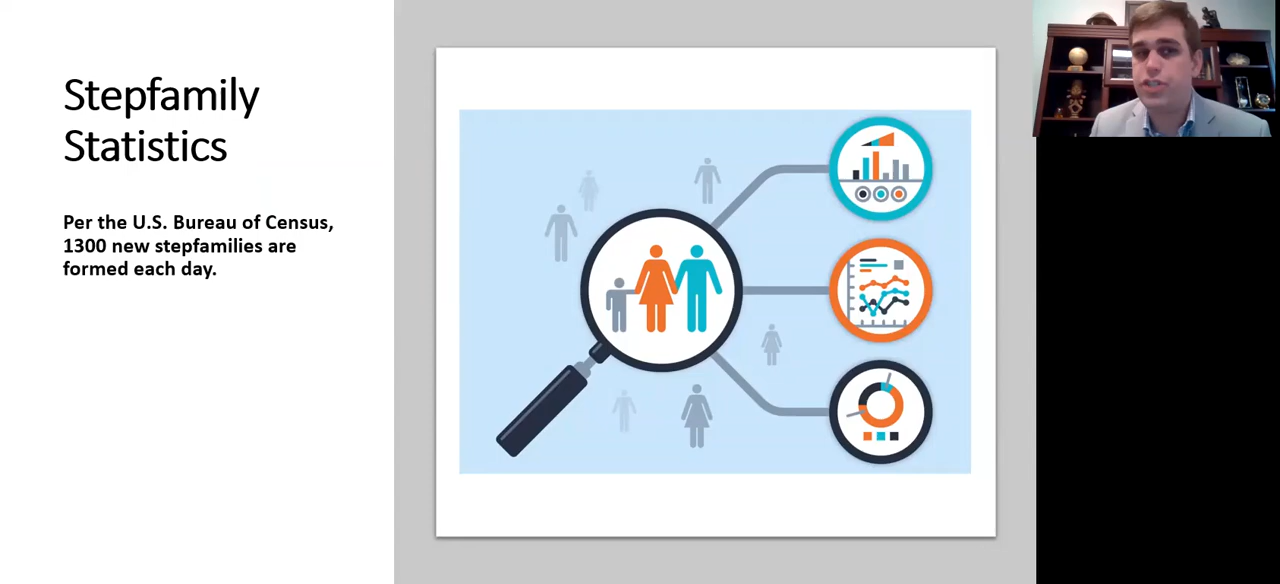 Stepfamily
Statistics
Per the U.S. Bureau of Census,
1300 new stepfamilies are
formed each day.